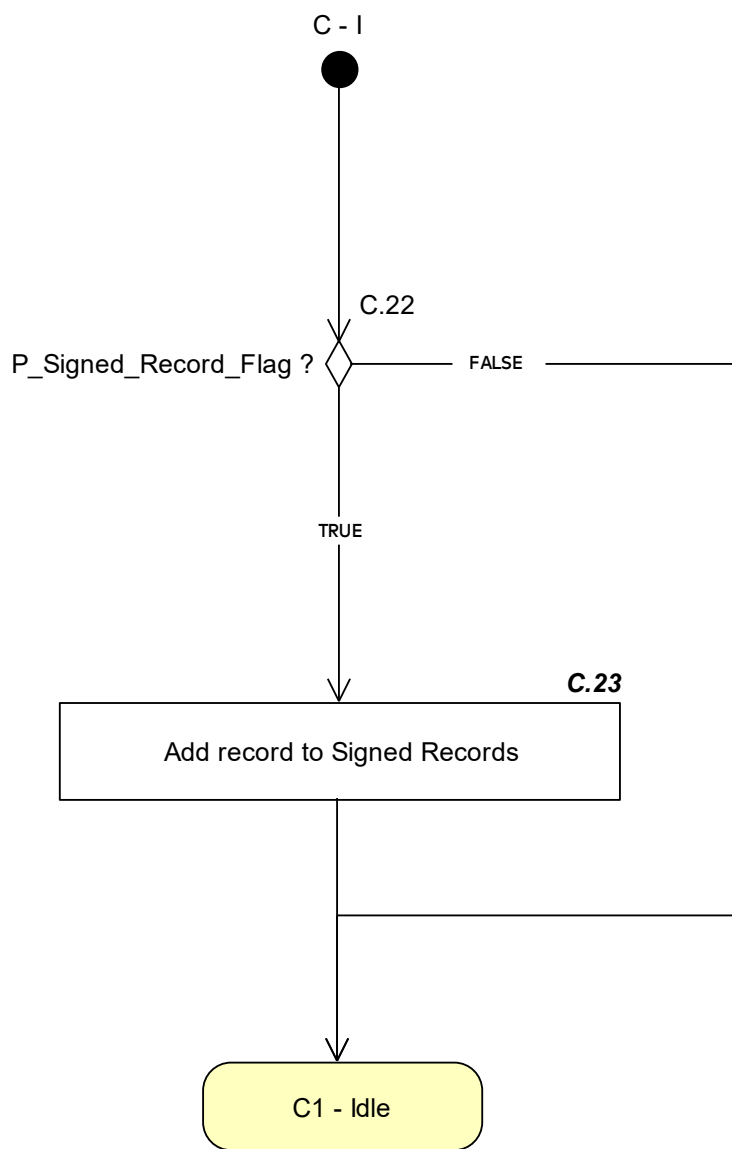 C - I
C.22
P_Signed_Record_Flag ?
FALSE
TRUE
C.23
Add record to Signed Records
C1 - Idle